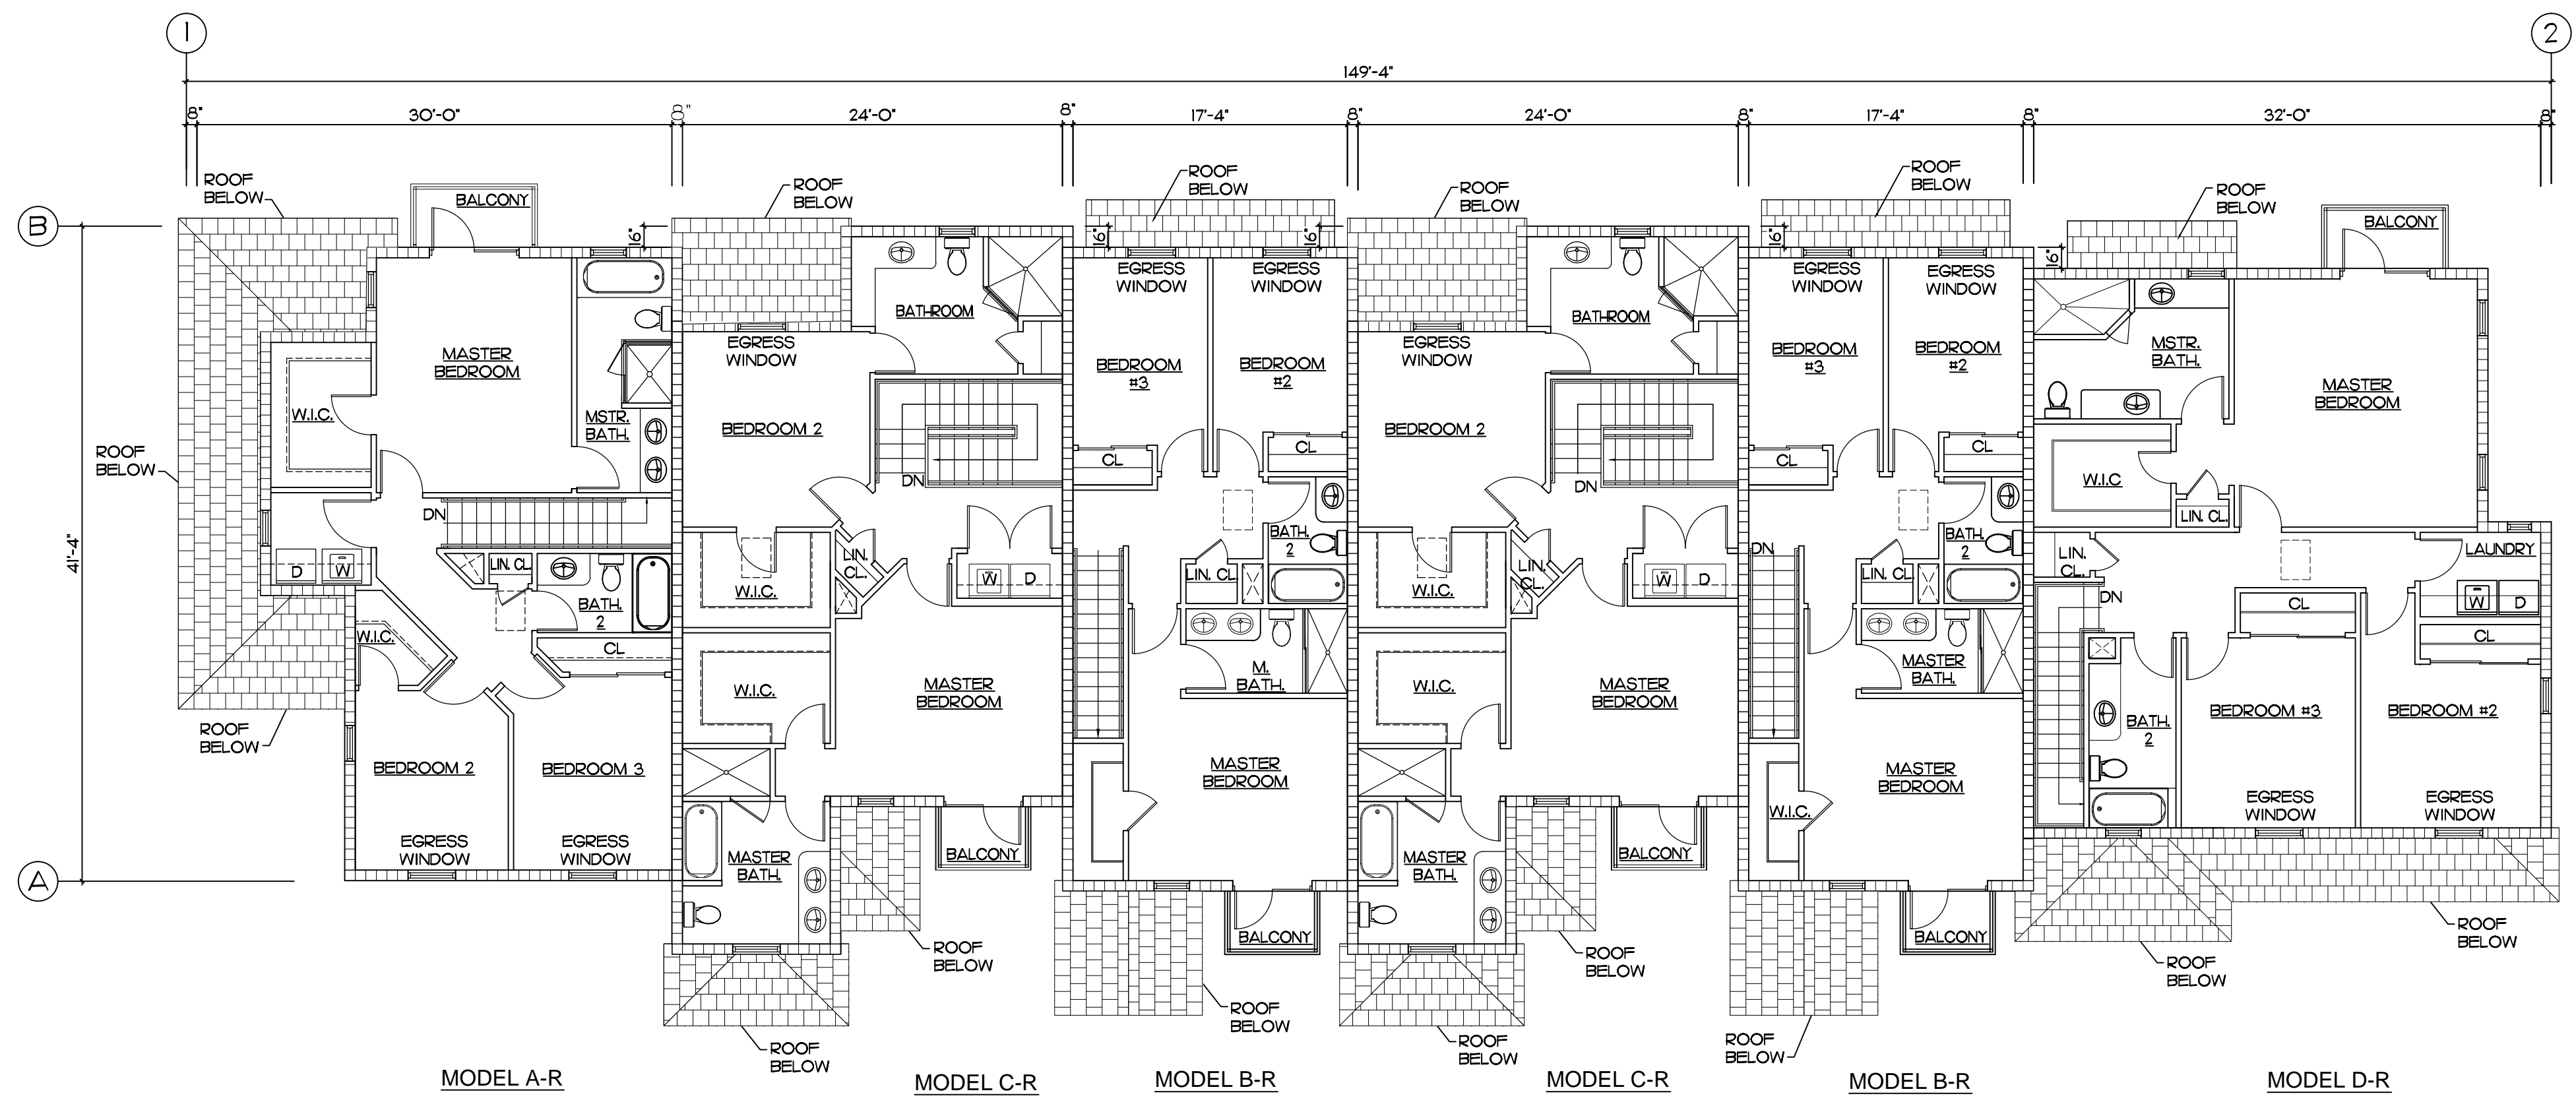 1
2
149'-4"
8"
30'-0"
8"
24'-0"
8"
17'-4"
8"
24'-0"
8"
17'-4"
8"
32'-0"
8"
B
A
41'-4"
ROOF
BELOW
BALCONY
16"
MASTER
BEDROOM
W.I.C.
MSTR.
BATH.
ROOF
BELOW
DN
D
W
LIN. CL.
BATH.
2
W.I.C.
CL
ROOF
BELOW
BEDROOM 2
BEDROOM 3
EGRESS
WINDOW
EGRESS
WINDOW
MODEL A-R
ROOF
BELOW
BATHROOM
EGRESS
WINDOW
BEDROOM 2
DN
LIN.
CL.
W
D
W.I.C.
W.I.C.
MASTER
BEDROOM
MASTER
BATH.
BALCONY
ROOF
BELOW
ROOF
BELOW
MODEL C-R
ROOF
BELOW
16"
16"
EGRESS
WINDOW
EGRESS
WINDOW
BEDROOM
#3
BEDROOM
#2
CL
CL
BATH.
2
LIN. CL.
M.
BATH.
MASTER
BEDROOM
BALCONY
ROOF
BELOW
MODEL B-R
ROOF
BELOW
BATHROOM
EGRESS
WINDOW
BEDROOM 2
DN
LIN.
CL.
W
D
W.I.C.
W.I.C.
MASTER
BEDROOM
MASTER
BATH.
BALCONY
ROOF
BELOW
ROOF
BELOW
MODEL C-R
ROOF
BELOW
16"
EGRESS
WINDOW
EGRESS
WINDOW
BEDROOM
#3
BEDROOM
#2
CL
CL
DN
BATH.
2
LIN. CL.
MASTER
BATH.
MASTER
BEDROOM
W.I.C.
BALCONY
ROOF
BELOW
MODEL B-R
ROOF
BELOW
BALCONY
16"
MSTR.
BATH.
MASTER
BEDROOM
W.I.C
LIN. CL.
LIN.
CL.
LAUNDRY
DN
CL
W
D
CL
BATH.
2
BEDROOM #3
BEDROOM #2
EGRESS
WINDOW
EGRESS
WINDOW
ROOF
BELOW
ROOF
BELOW
MODEL D-R